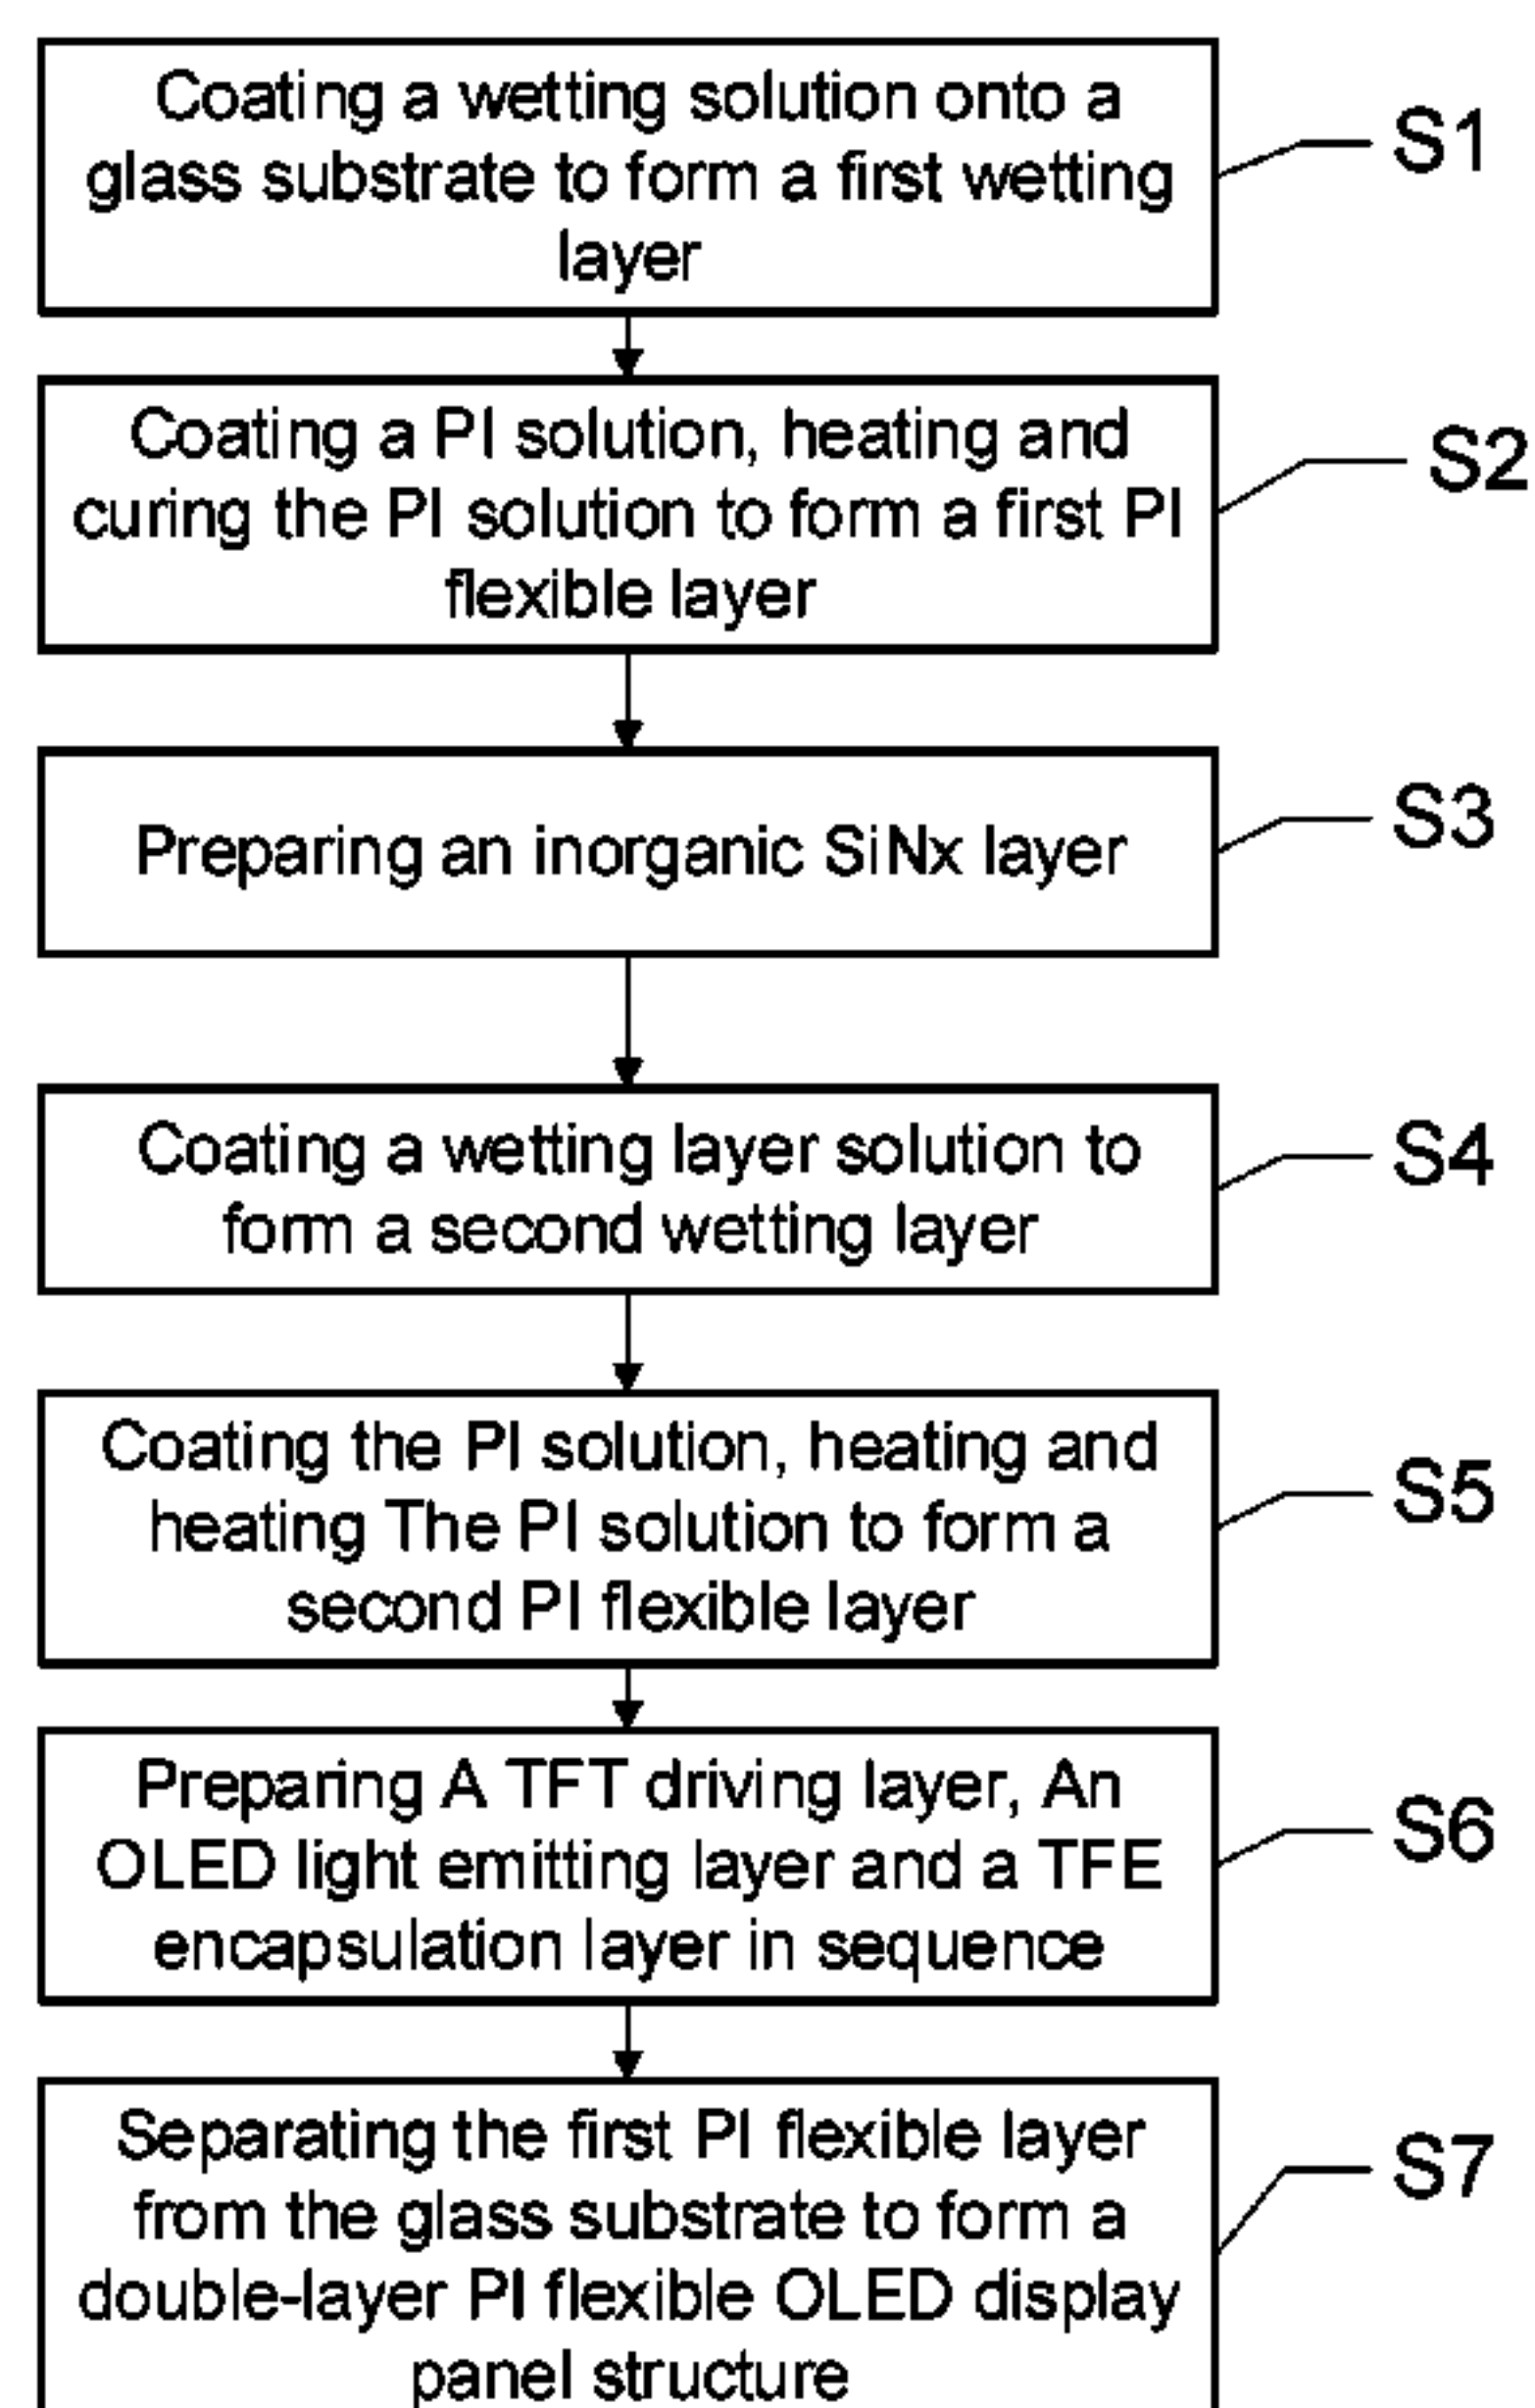 Coating a wetting solution onto a
glass substrate to form a first wetting
layer
S1
Coating a PI solution, heating and
curing the PI solution to form a first PI
flexible layer
S2
Preparing an inorganic SiNx layer
S3
Coating a wetting layer solution to
form a second wetting layer
S4
Coating the PI solution, heating and
heating The PI solution to form a
second PI flexible layer
S5
Preparing A TFT driving layer, An
OLED light emitting layer and a TFE
encapsulation layer in sequence
S6
Separating the first PI flexible layer
from the glass substrate to form a
double-layer PI flexible OLED display
panel structure
S7